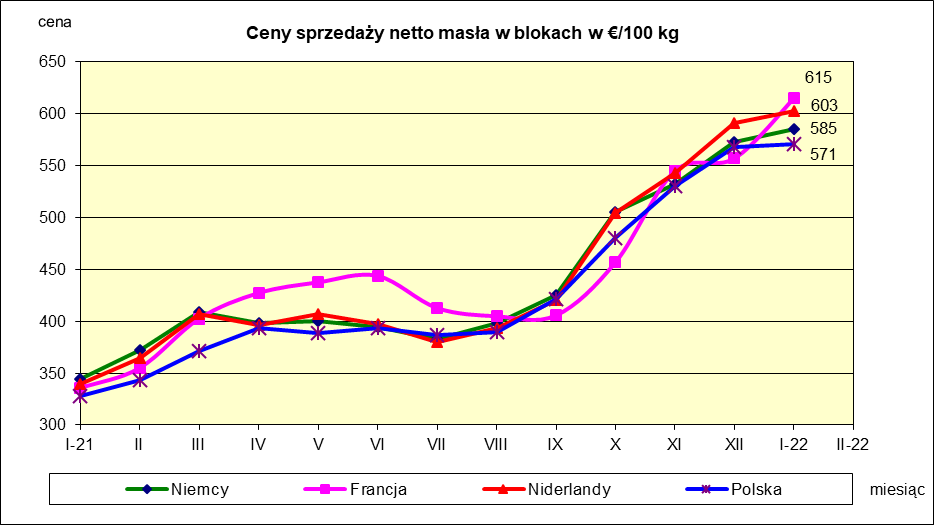 cena
Ceny sprzedaży netto masła w blokach w €/100 kg
650
600
550
500
450
400
350
300
615
603
585
571
I-21 II III IV V VI VII VIII IX X XI XII I-22 II-22
Niemcy Francja Niderlandy Polska
miesiąc